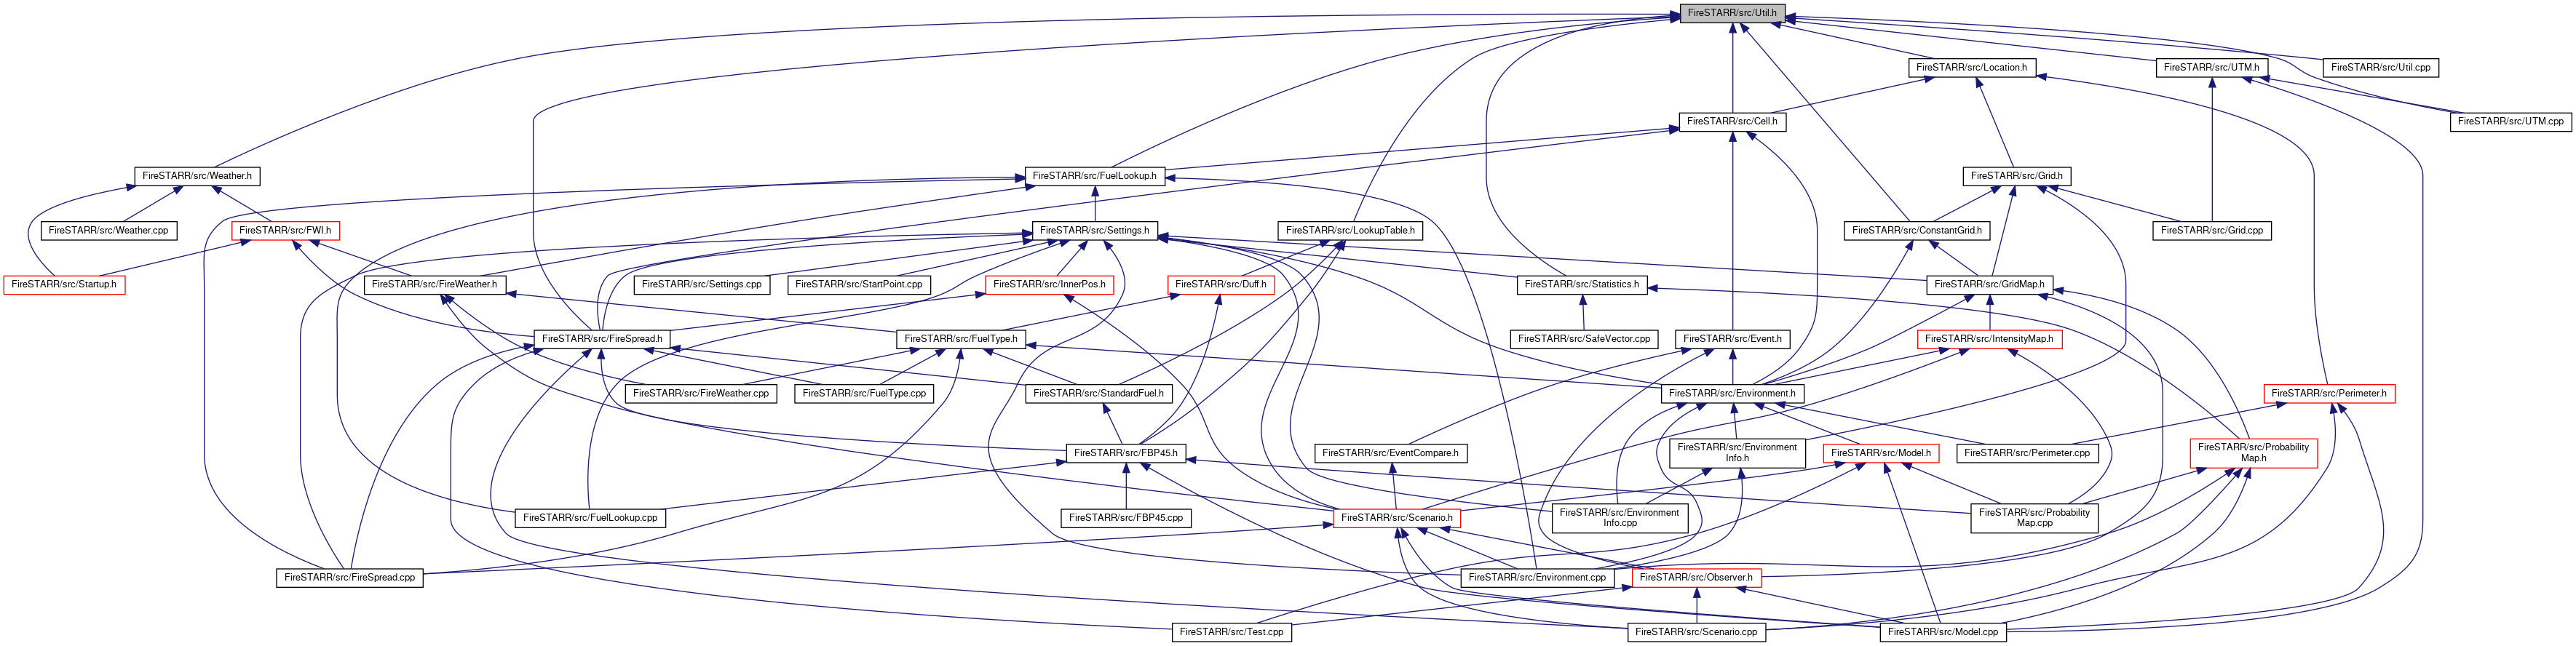 FireSTARR/src/Util.h
FireSTARR/src/Location.h
FireSTARR/src/UTM.h
FireSTARR/src/Util.cpp
FireSTARR/src/Cell.h
FireSTARR/src/UTM.cpp
FireSTARR/src/Weather.h
FireSTARR/src/FuelLookup.h
FireSTARR/src/Grid.h
FireSTARR/src/Weather.cpp
FireSTARR/src/FWI.h
FireSTARR/src/Settings.h
FireSTARR/src/LookupTable.h
FireSTARR/src/ConstantGrid.h
FireSTARR/src/Grid.cpp
FireSTARR/src/Startup.h
FireSTARR/src/FireWeather.h
FireSTARR/src/Settings.cpp
FireSTARR/src/StartPoint.cpp
FireSTARR/src/InnerPos.h
FireSTARR/src/Duff.h
FireSTARR/src/Statistics.h
FireSTARR/src/GridMap.h
FireSTARR/src/FireSpread.h
FireSTARR/src/FuelType.h
FireSTARR/src/SafeVector.cpp
FireSTARR/src/Event.h
FireSTARR/src/IntensityMap.h
FireSTARR/src/FireWeather.cpp
FireSTARR/src/FuelType.cpp
FireSTARR/src/StandardFuel.h
FireSTARR/src/Environment.h
FireSTARR/src/Perimeter.h
FireSTARR/src/FBP45.h
FireSTARR/src/EventCompare.h
FireSTARR/src/Environment
Info.h
FireSTARR/src/Model.h
FireSTARR/src/Perimeter.cpp
FireSTARR/src/Probability
Map.h
FireSTARR/src/FuelLookup.cpp
FireSTARR/src/FBP45.cpp
FireSTARR/src/Scenario.h
FireSTARR/src/Environment
Info.cpp
FireSTARR/src/Probability
Map.cpp
FireSTARR/src/FireSpread.cpp
FireSTARR/src/Environment.cpp
FireSTARR/src/Observer.h
FireSTARR/src/Test.cpp
FireSTARR/src/Scenario.cpp
FireSTARR/src/Model.cpp